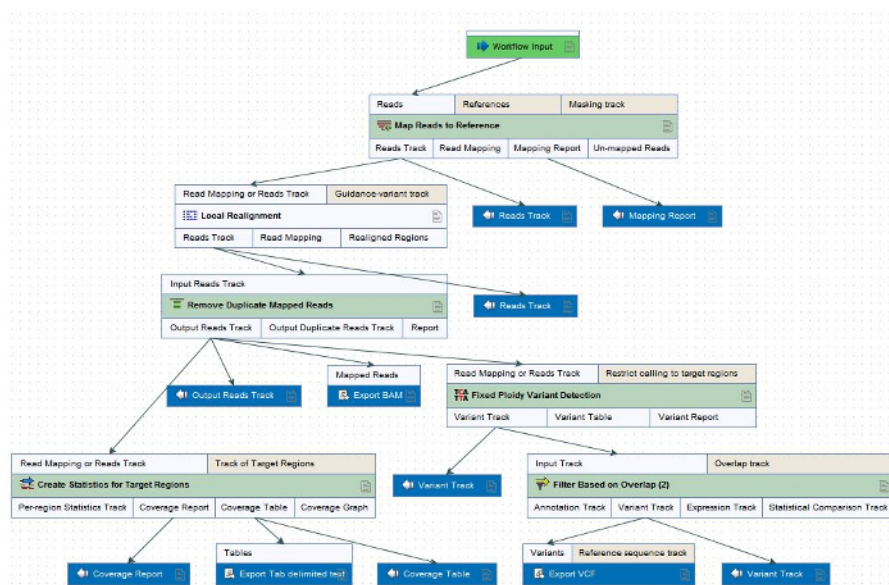 Workflow Input
Reads References Masking track
Map Reads to Reference
Reads Track Read Mapping Mapping Report Un-mapped Reads
Read Mapping or Reads Track Guidance-variant track
Local Realignment
Reads Track Read Mapping Realigned Regions
Reads Track
Mapping Report
Input Reads Track
Remove Duplicate Mapped Reads
Output Reads Track Output Duplicate Reads Track Report
Reads Track
Output Reads Track
Mapped Reads
Export BAM
Read Mapping or Reads Track Restrict calling to target regions
Fixed Ploidy Variant Detection
Variant Track Variant Table Variant Report
Read Mapping or Reads Track Track of Target Regions
Create Statistics for Target Regions
Per-region Statistics Track Coverage Report Coverage Table Coverage Graph
Variant Track
Input Track Overlap track
Filter Based on Overlap (2)
Annotation Track Variant Track Expression Track Statistical Comparison Track
Coverage Report
Tables
Export Tab delimited text
Coverage Table
Variants Reference sequence track
Export VCF
Variant Track